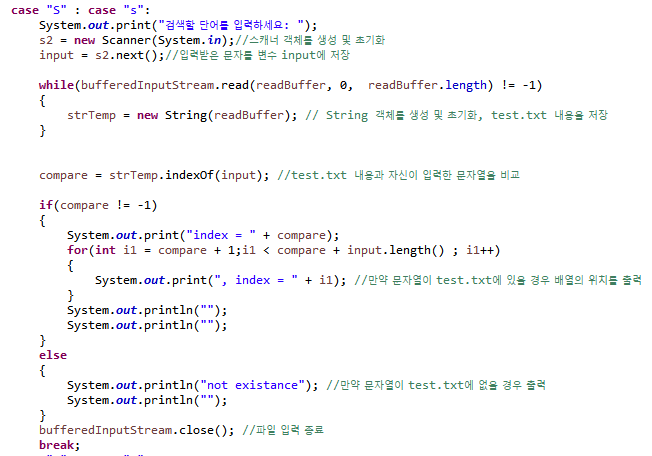 case "S" : case "s":
System.out.print("검색할 단어를 입력하세요: ");
s2 = new Scanner(System.in);//스캐너 객체를 생성 및 초기화
input = s2.next();//입력받은 문자를 변수 input에 저장
while(bufferedInputStream.read(readBuffer, 0,  readBuffer.length) != -1)
{
strTemp = new String(readBuffer); // String 객체를 생성 및 초기화, test.txt 내용을 저장
}
compare = strTemp.indexOf(input); //test.txt 내용과 자신이 입력한 문자열을 비교
if(compare != -1)
{
System.out.print("index = " + compare);
for(int i1 = compare + 1;i1 < compare + input.length() ; i1++)
{
System.out.print(", index = " + i1); //만약 문자열이 test.txt에 있을 경우 배열의 위치를 출력
}
System.out.println("");
System.out.println("");
}
else
{
System.out.println("not existance"); //만약 문자열이 test.txt에 없을 경우 출력
System.out.println("");
}
bufferedInputStream.close(); //파일 입력 종료
break;